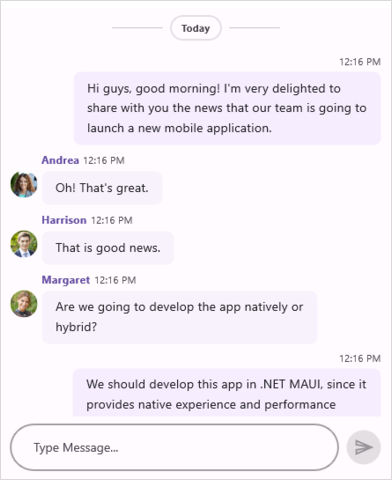 Today
12:16 PM
Hi guys, good morning! I'm very delighted to
share with you the news that our team is going to
launch a new mobile application.
Andrea 12:16 PM
Oh! That's great.
Harrison 12:16 PM
That is good news.
Margaret 12:16 PM
Are we going to develop the app natively or
hybrid?
12:16 PM
We should develop this app in .NET MAUI, since it
provides native experience and performance
Type Message...